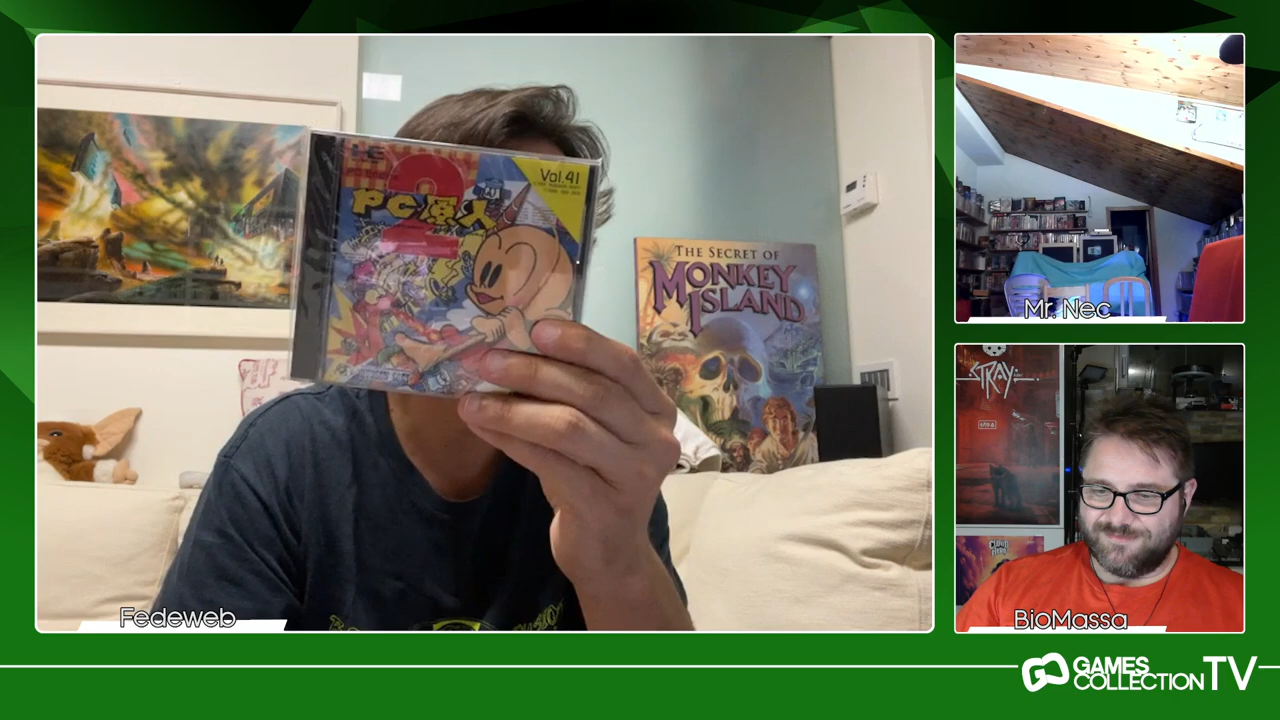 Vol.41
2
PC原人
THE SECRET OF
MONKEY
ISLAND
Fedeweb
Mr. Nec
STRAY
BioMassa
GAMES
COLLECTION TV